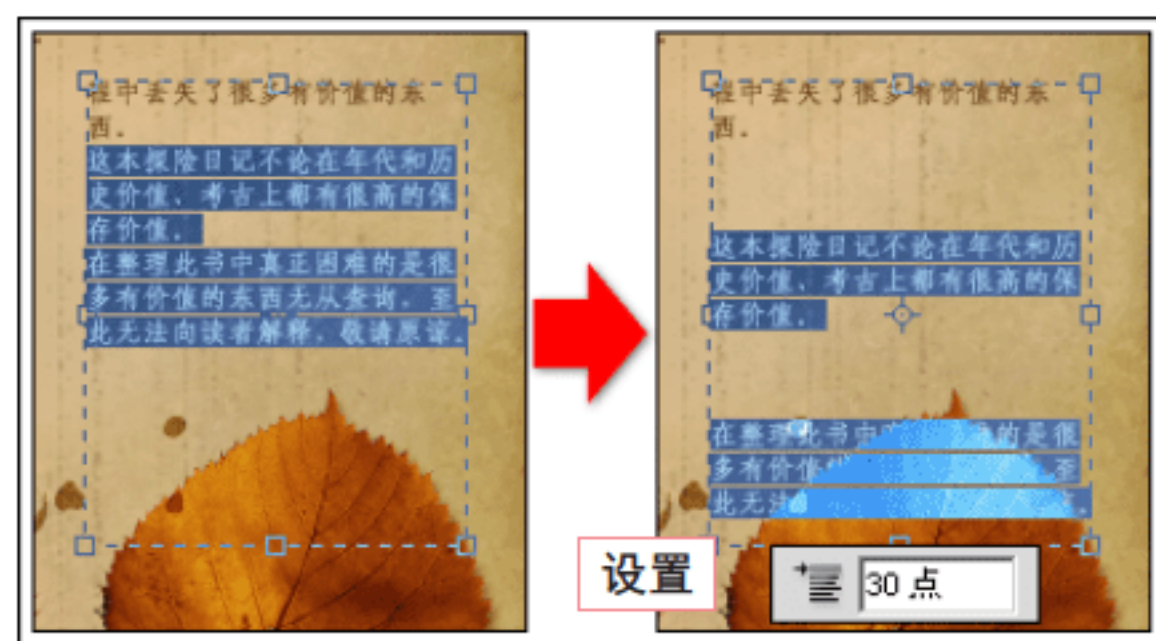 程中丢失了很多有价值的东
西。
这本探险日记不论在年代和历
史价值、考古上都有很高的保
存价值。
在整理此书中真正困难的是很
多有价值的东西无从查询。至
此无法向读者解释，敬请原谅。
程中丢失了很多有价值的东
西。
这本探险日记不论在年代和历
史价值、考古上都有很高的保
存价值。
在整理此书中 的是很
多有价值 至
此无法
设置
30 点